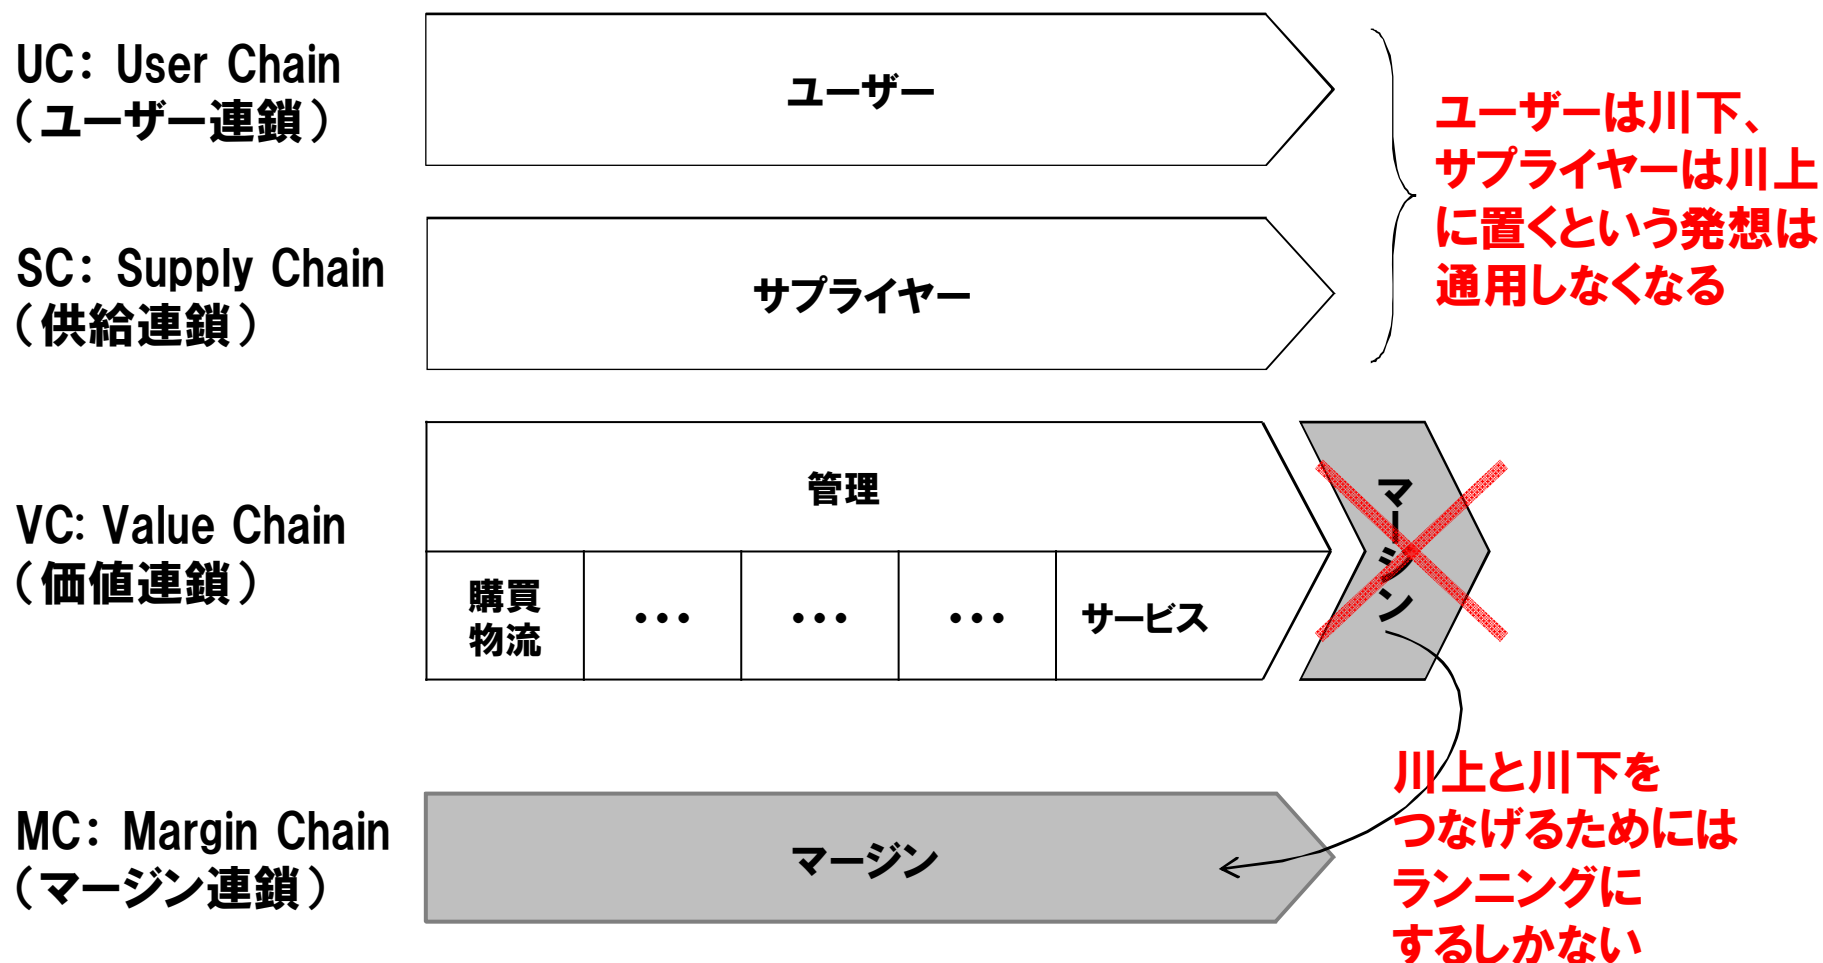 UC: User Chain
(ユーザー連鎖)
ユーザー
ユーザーは川下、
サプライヤーは川上
に置くという発想は
通用しなくなる
SC: Supply Chain
(供給連鎖)
サプライヤー
VC: Value Chain
(価値連鎖)
管理
購買
物流
・・・
・・・
・・・
サービス
マージン
MC: Margin Chain
(マージン連鎖)
マージン
川上と川下を
つなげるためには
ランニングに
するしかない